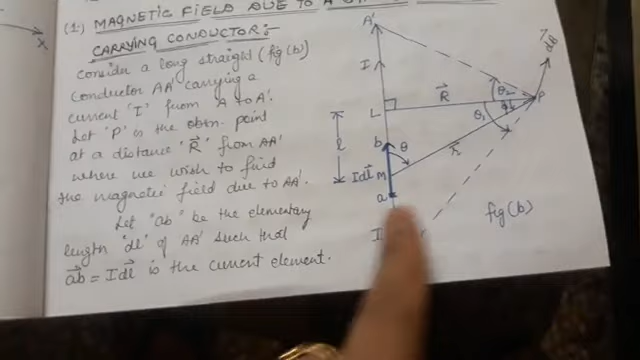 (1.) MAGNETIC FIELD DUE TO A
CARRYING CONDUCTOR:-
Consider a long straight (fig(b)
Conductor AA' carrying a
current 'I' from A to A'.
Let 'P' is the obsn. point
at a distance 'R⃗' from AA'
where we wish to find
the magnetic field due to AA'.
Let "ab" be the elementary
length 'dl' of AA' such that
a⃗b = Idl⃗ is the current element.
X
A'
I
L
R⃗
θ₂
P
dB⃗
θ₁
l
b
θ
Idl⃗
M
r⃗
a
I
fig(b)